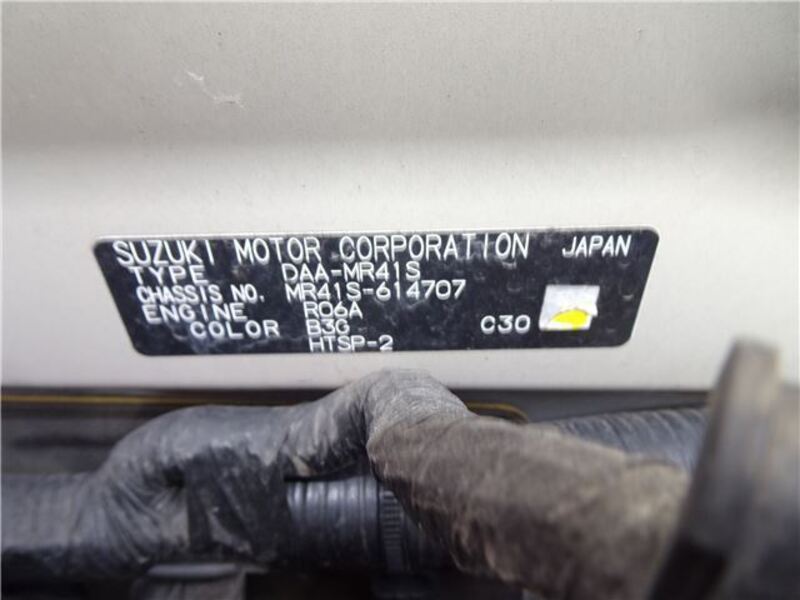 SUZUKI MOTOR CORPORATION JAPAN
TYPE DAA-MR41S
CHASSIS NO. MR41S-614707
ENGINE R06A
COLOR B3G C30
HTSP-2